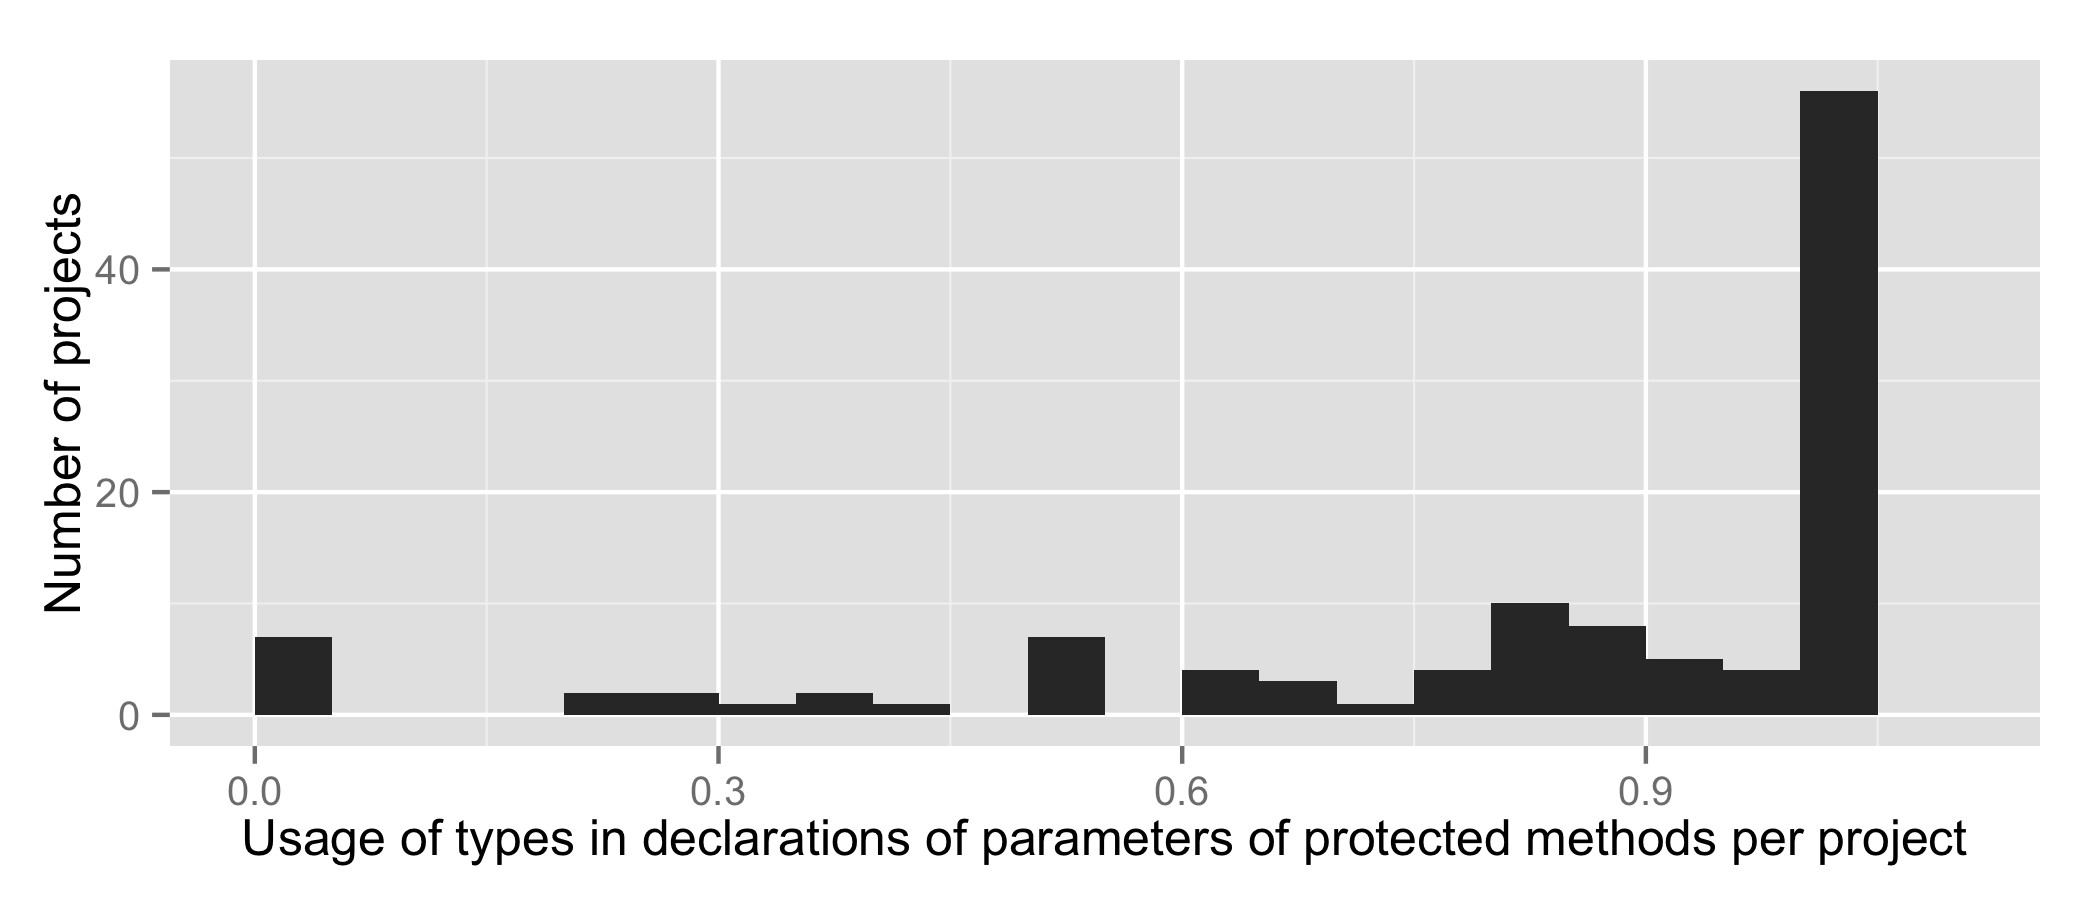 Number of projects
40
20
0
0.0 0.3 0.6 0.9
Usage of types in declarations of parameters of protected methods per project